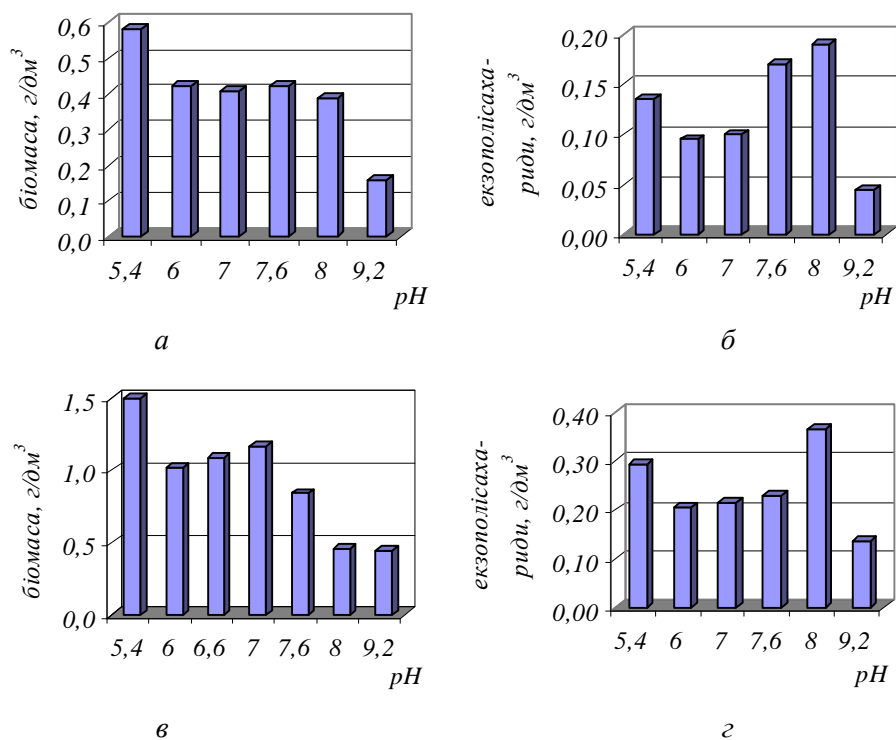 біомаса, г/дм³
0,6
0,5
0,4
0,3
0,2
0,1
0,0
5,4 6 7 7,6 8 9,2
pH
а
екзополісаха-
риди, г/дм³
0,20
0,15
0,10
0,05
0,00
5,4 6 7 7,6 8 9,2
pH
б
біомаса, г/дм³
1,5
1,0
0,5
0,0
5,4 6 6,6 7 7,6 8 9,2
pH
в
екзополісаха-
риди, г/дм³
0,40
0,30
0,20
0,10
0,00
5,4 6 7 7,6 8 9,2
pH
г